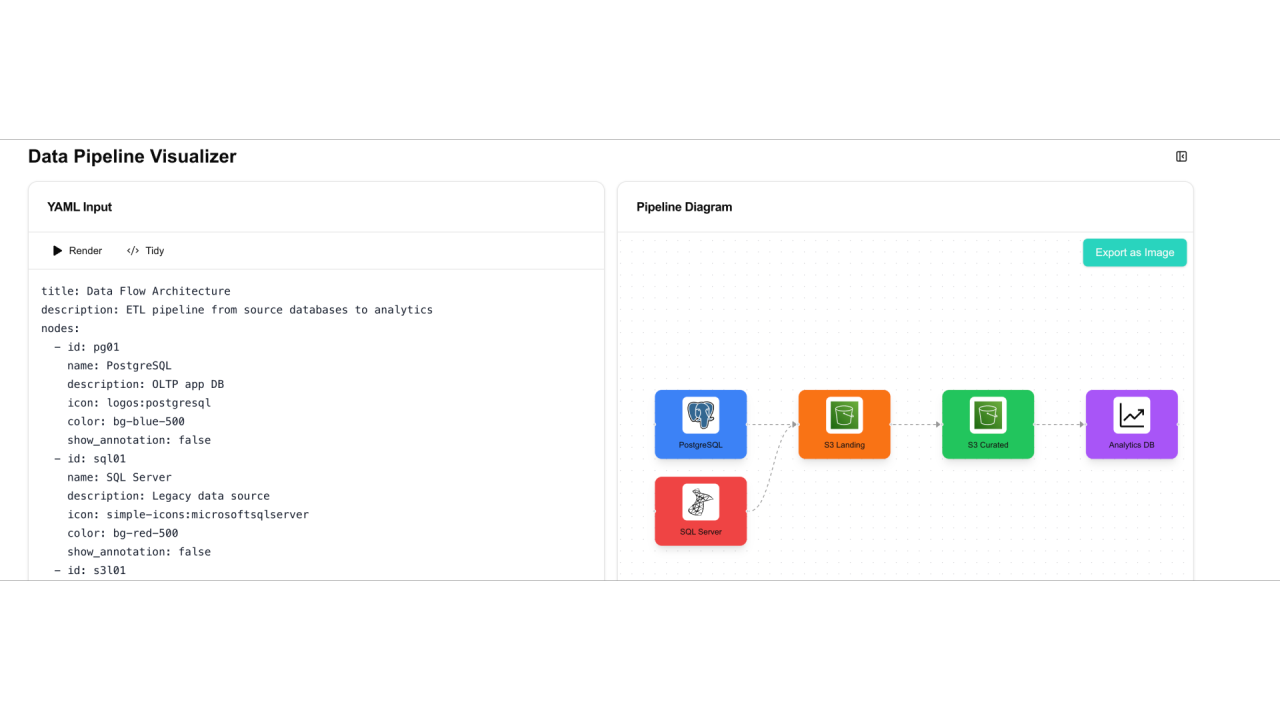 Data Pipeline Visualizer
YAML Input
Render
</> Tidy
title: Data Flow Architecture
description: ETL pipeline from source databases to analytics
nodes:
- id: pg01
name: PostgreSQL
description: OLTP app DB
icon: logos:postgresql
color: bg-blue-500
show_annotation: false
- id: sql01
name: SQL Server
description: Legacy data source
icon: simple-icons:microsoftsqlserver
color: bg-red-500
show_annotation: false
- id: s3l01
Pipeline Diagram
Export as Image
PostgreSQL
S3 Landing
S3 Curated
Analytics DB
SQL Server